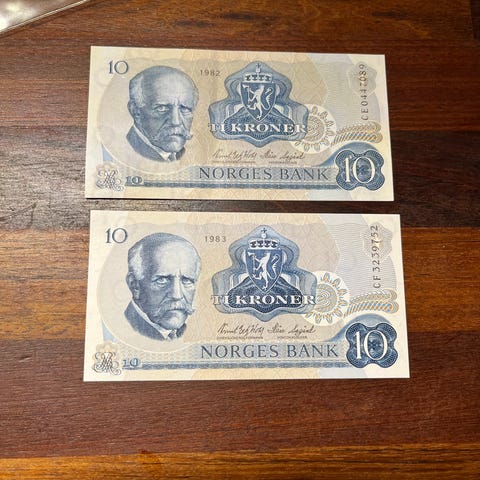 10
1982
CE0447089
TI KRONER
10
NORGES BANK
10
10
1983
CF3239752
TI KRONER
10
NORGES BANK
10